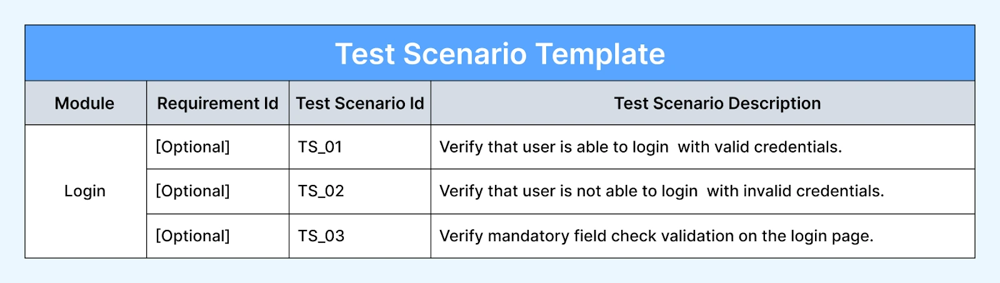 Test Scenario Template
Module Requirement Id Test Scenario Id Test Scenario Description
[Optional] TS_01 Verify that user is able to login  with valid credentials.
Login [Optional] TS_02 Verify that user is not able to login  with invalid credentials.
[Optional] TS_03 Verify mandatory field check validation on the login page.